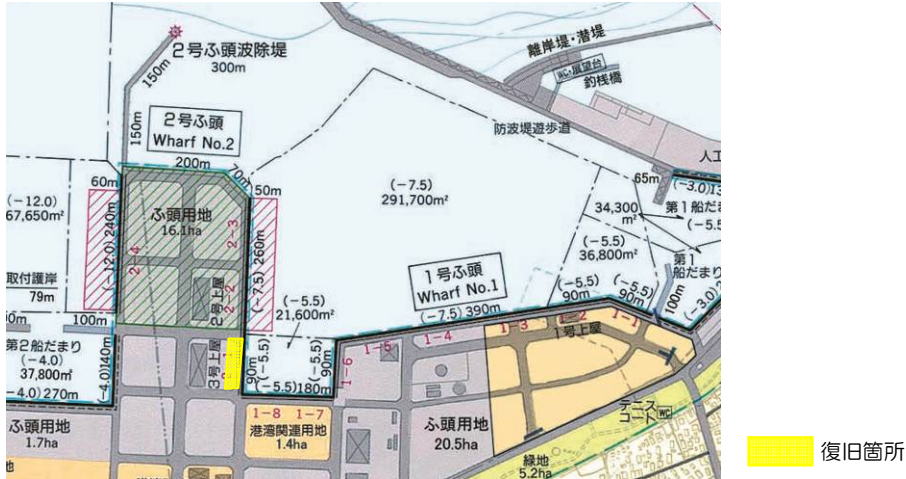 2号ふ頭波除堤
300m
150m
150m
離岸堤・潜堤
WC・展望台
釣桟橋
防波堤遊歩道
人工
2号ふ頭
Wharf No.2
200m
70m
60m
50m
(-12.0)
67,650m²
(-12.0) 240m
ふ頭用地
16.1ha
2-4
2-3
2-2
2号上屋
(-7.5) 260m
(-7.5)
291,700m²
65m
(-3.0)13
第1船だま
(-5.5
34,300
m²
(-5.5)
36,800m²
第1
船だまり
(-3.0)
100m
取付護岸
79m
00m
100m
1号ふ頭
Wharf No.1
(-7.5) 390m
(-5.5)
90m
(-5.5)
90m
(-5.5)
21,600m²
第2船だまり
(-4.0)
37,800m²
-4.0) 270m
(-4.0)140m
3号上屋
(-5.5)
90m
(-5.5)
90m
(-5.5)180m
1-6
1-5
1-4
1-3
1-2
1-1
1号上屋
1-8
1-7
港湾関連用地
1.4ha
ふ頭用地
1.7ha
ふ頭用地
20.5ha
テニス
コート
WC
緑地
5.2ha
地
復旧箇所